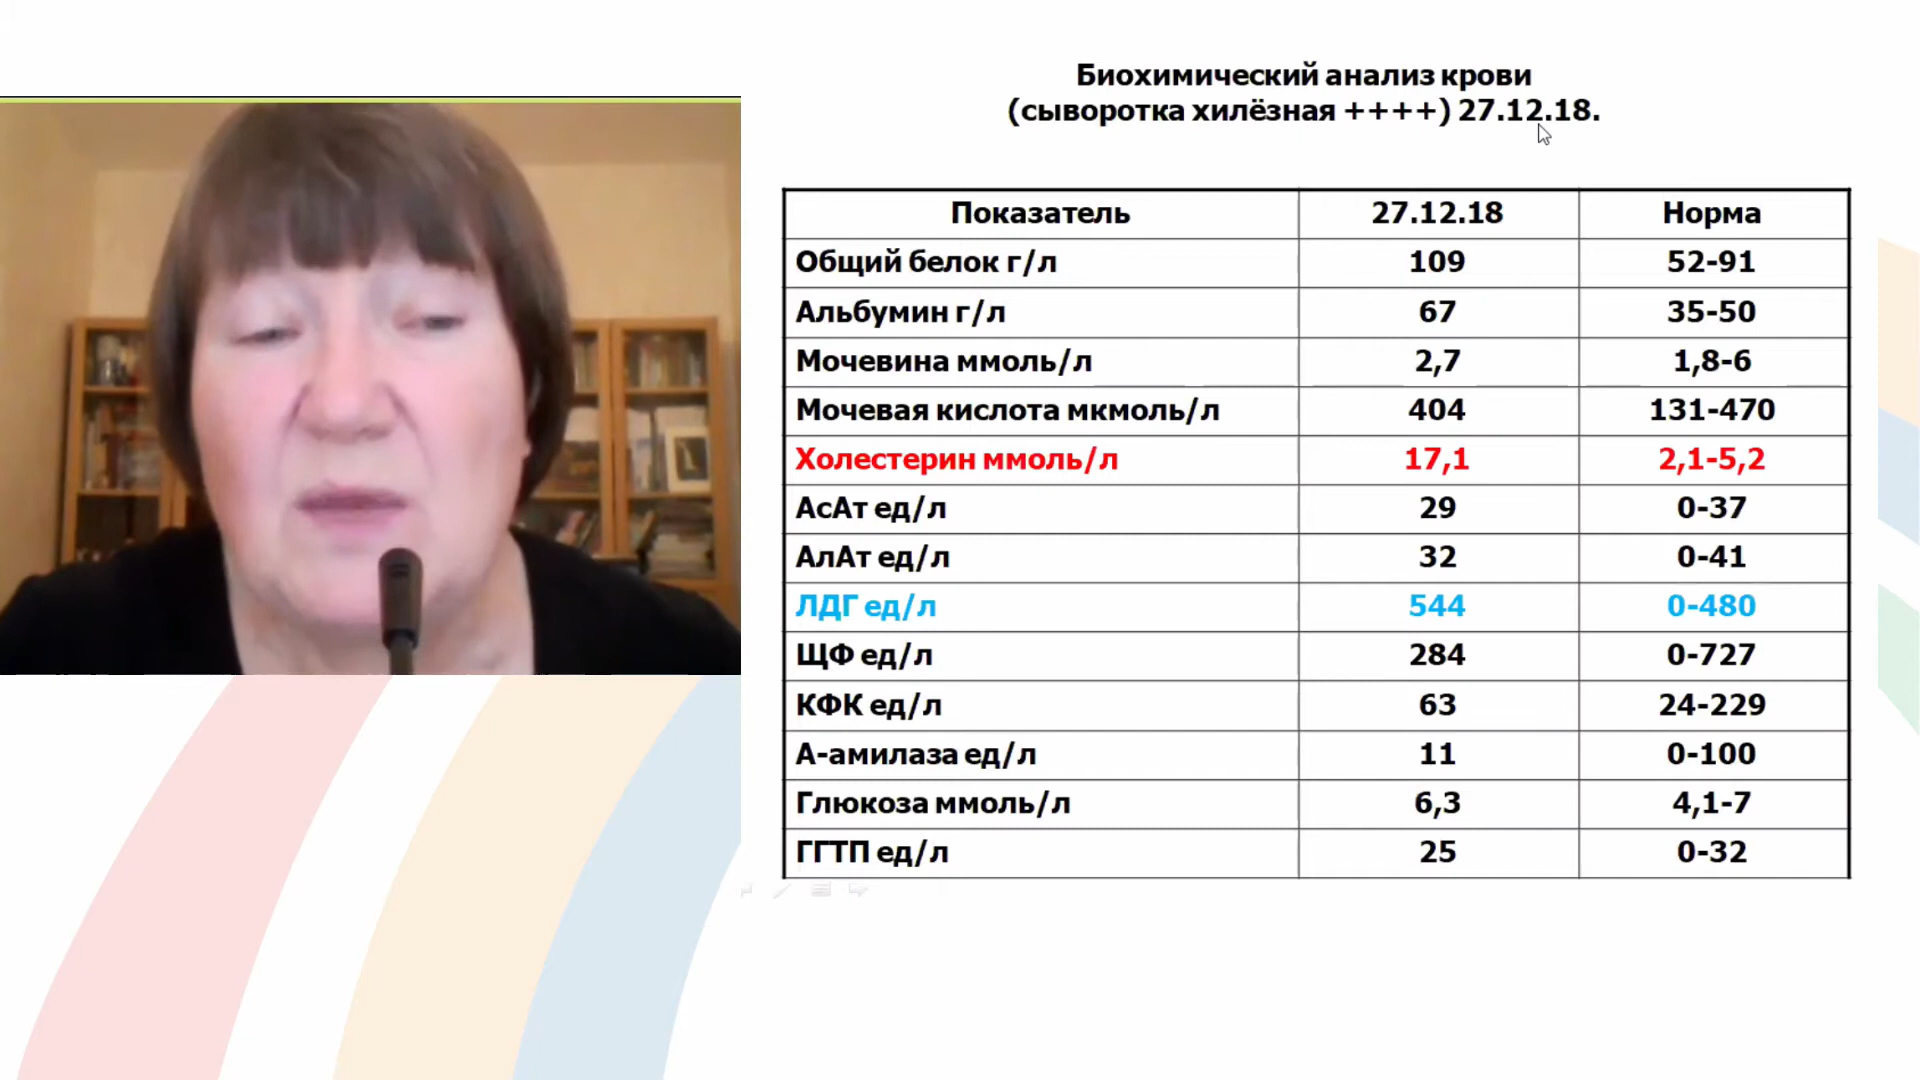 Биохимический анализ крови
(сыворотка хилёзная ++++) 27.12.18.
Показатель 27.12.18 Норма
Общий белок г/л 109 52-91
Альбумин г/л 67 35-50
Мочевина ммоль/л 2,7 1,8-6
Мочевая кислота мкмоль/л 404 131-470
Холестерин ммоль/л 17,1 2,1-5,2
АсАт ед/л 29 0-37
АлАт ед/л 32 0-41
ЛДГ ед/л 544 0-480
ЩФ ед/л 284 0-727
КФК ед/л 63 24-229
А-амилаза ед/л 11 0-100
Глюкоза ммоль/л 6,3 4,1-7
ГГТП ед/л 25 0-32